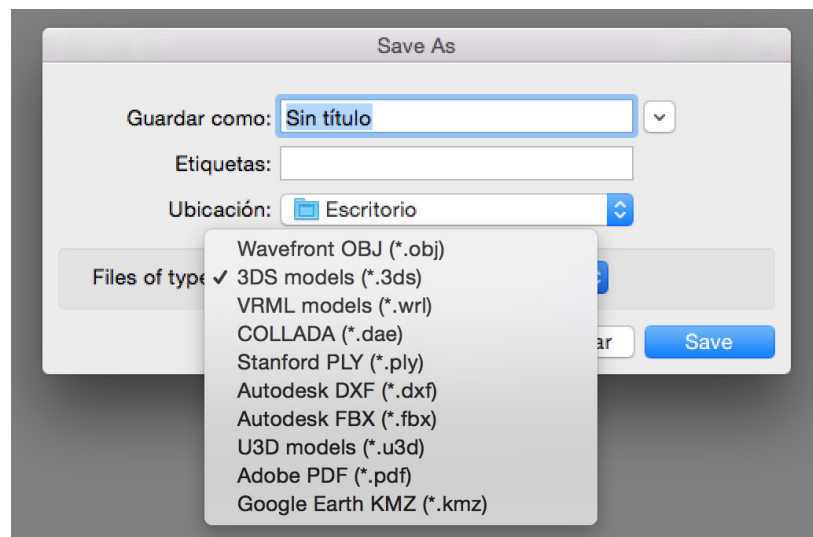 Save As
Guardar como: Sin título
Etiquetas:
Ubicación: Escritorio
Files of type
Wavefront OBJ (*.obj)
✓ 3DS models (*.3ds)
VRML models (*.wrl)
COLLADA (*.dae)
Stanford PLY (*.ply)
Autodesk DXF (*.dxf)
Autodesk FBX (*.fbx)
U3D models (*.u3d)
Adobe PDF (*.pdf)
Google Earth KMZ (*.kmz)
ar Save